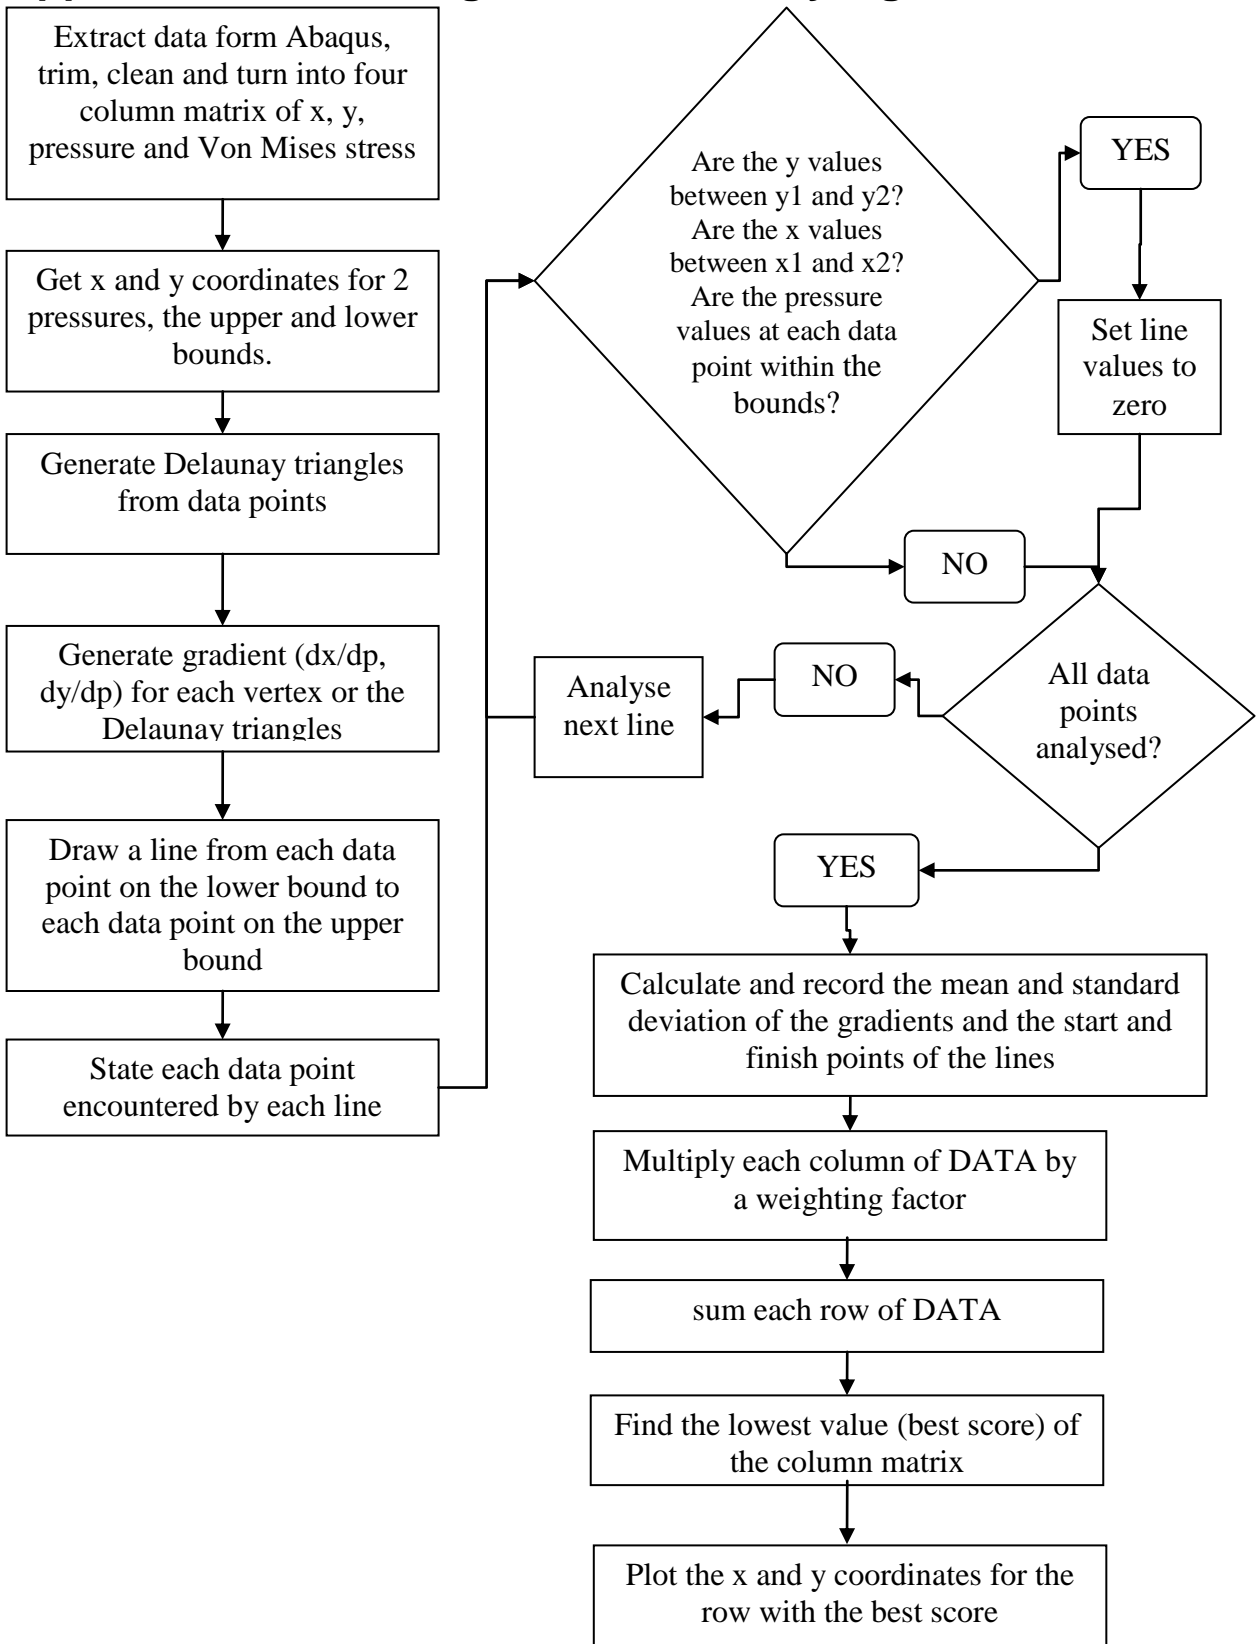 Extract data form Abaqus,
trim, clean and turn into four
column matrix of x, y,
pressure and Von Mises stress
Get x and y coordinates for 2
pressures, the upper and lower
bounds.
Generate Delaunay triangles
from data points
Generate gradient (dx/dp,
dy/dp) for each vertex or the
Delaunay triangles
Draw a line from each data
point on the lower bound to
each data point on the upper
bound
State each data point
encountered by each line
Are the y values
between y1 and y2?
Are the x values
between x1 and x2?
Are the pressure
values at each data
point within the
bounds?
YES
Set line
values to
zero
NO
All data
points
analysed?
NO
Analyse
next line
YES
Calculate and record the mean and standard
deviation of the gradients and the start and
finish points of the lines
Multiply each column of DATA by
a weighting factor
sum each row of DATA
Find the lowest value (best score) of
the column matrix
Plot the x and y coordinates for the
row with the best score